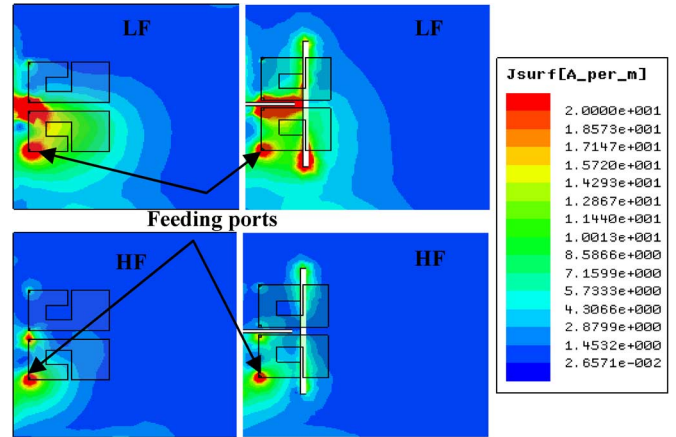 LF
LF
Feeding ports
HF
HF
Jsurf[A_per_m]
2.0000e+001
1.8573e+001
1.7147e+001
1.5720e+001
1.4293e+001
1.2867e+001
1.1440e+001
1.0013e+001
8.5866e+000
7.1599e+000
5.7333e+000
4.3066e+000
2.8799e+000
1.4532e+000
2.6571e-002